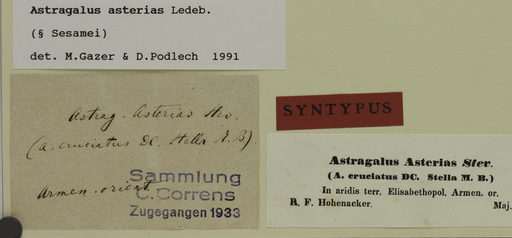 Astragalus asterias Ledeb.
(§ Sesamei)
det. M.Gazer & D.Podlech 1991
Astrag. Asterias Stev.
(A. cruciatus DC. Stella M. B.)
Armen. orient.
Sammlung
C. Correns
Zugegangen 1933
SYNTYPUS
Astragalus Asterias Stev.
(A. cruciatus DC. Stella M. B.)
In aridis terr. Elisabethopol. Armen. or.
R. F. Hohenacker. Maj.